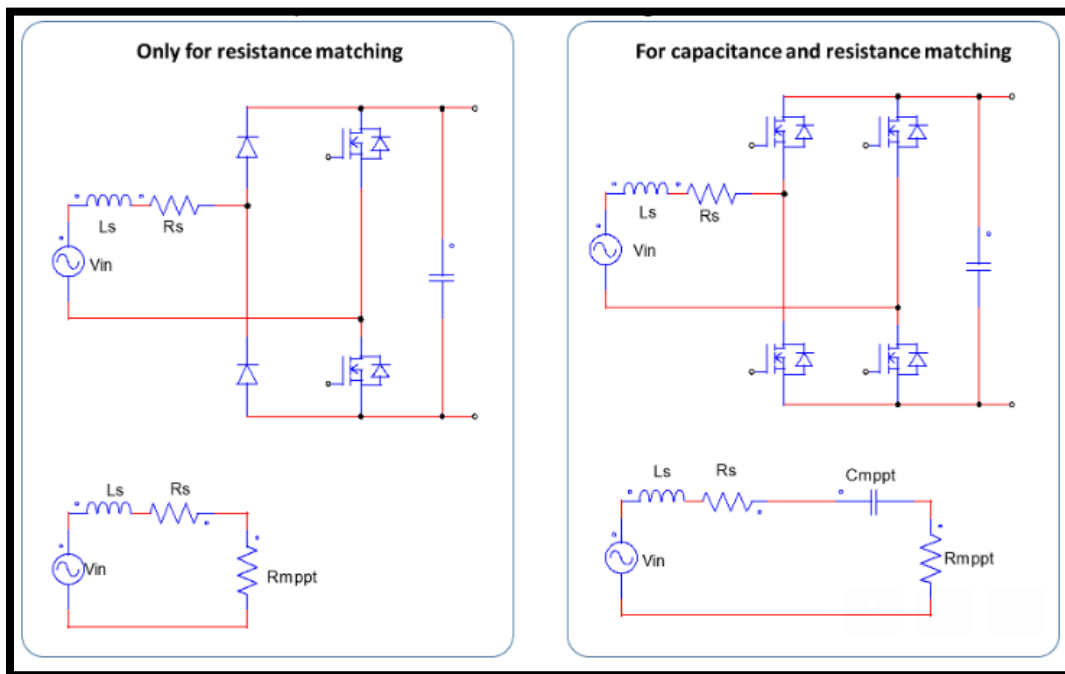 Only for resistance matching
Ls
Rs
Vin
Ls
Rs
Vin
Rmppt
For capacitance and resistance matching
Ls
Rs
Vin
Ls
Rs
Cmppt
Vin
Rmppt